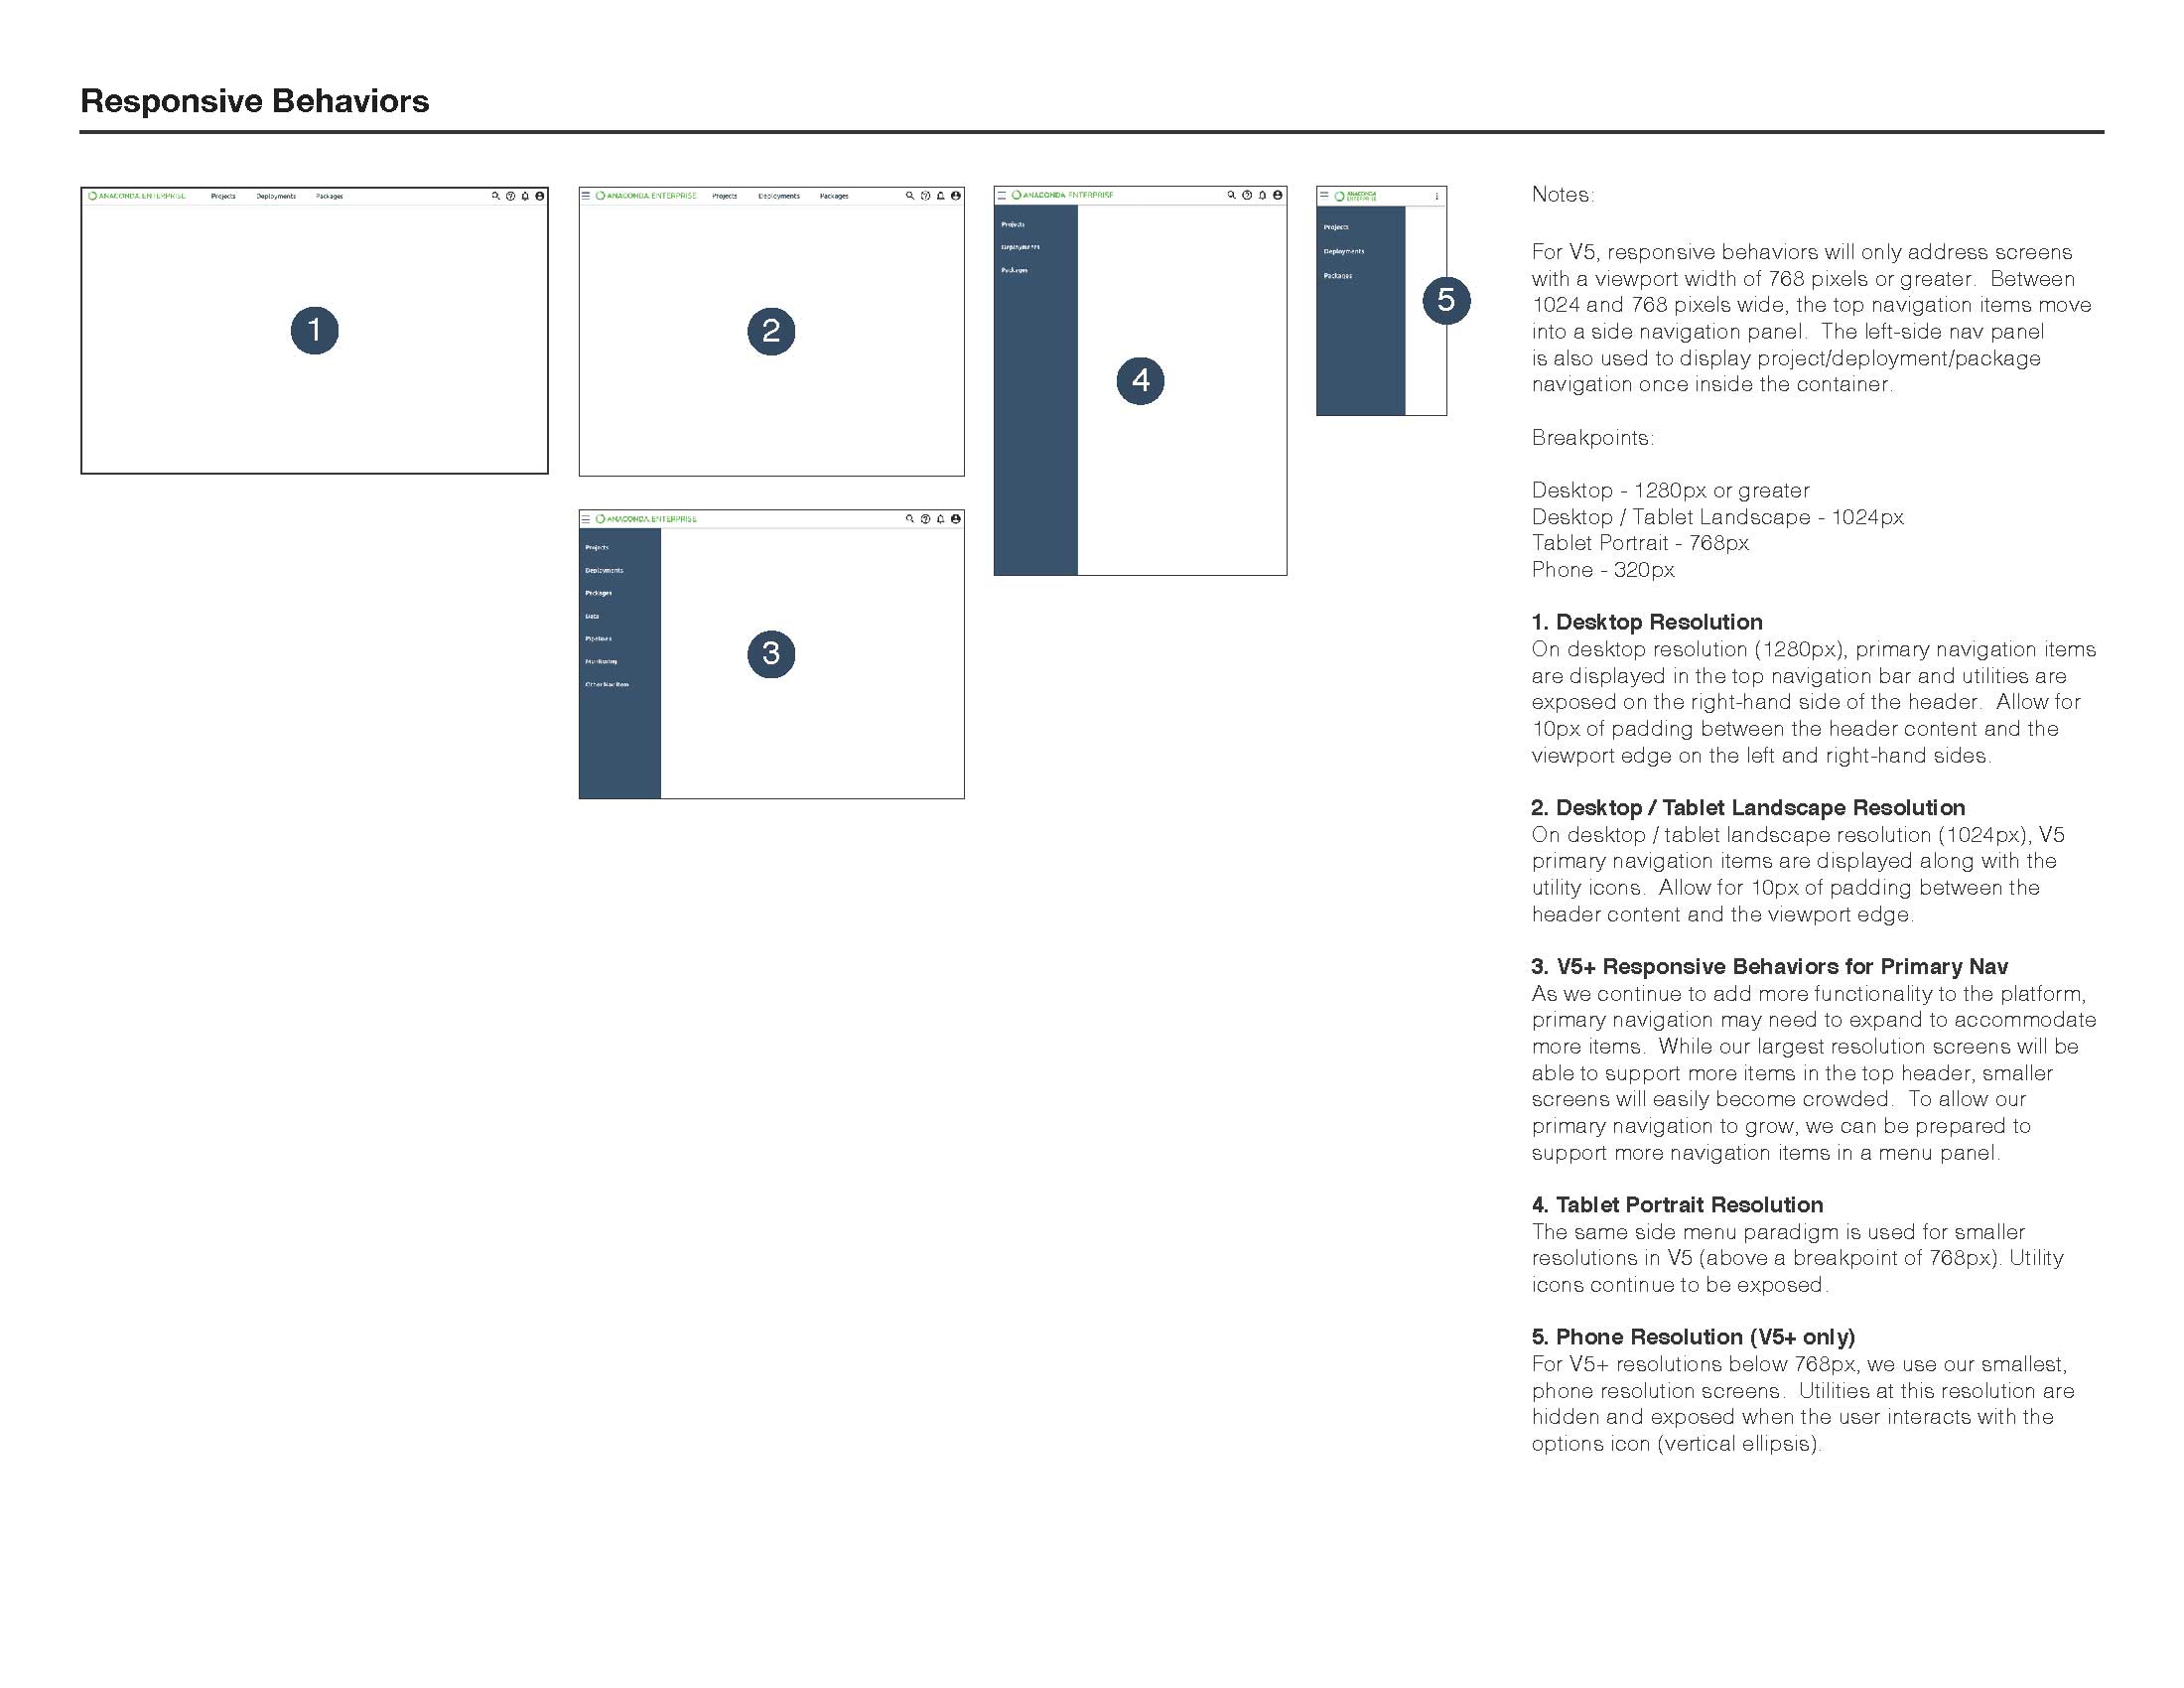 Responsive Behaviors
ANACONDA ENTERPRISE Projects Deployments Packages
1
ANACONDA ENTERPRISE Projects Deployments Packages
2
ANACONDA ENTERPRISE
Projects
Deployments
Packages
Data
Pipelines
Monitoring
Other Nav Item
3
ANACONDA ENTERPRISE
Projects
Deployments
Packages
4
ANACONDA
ENTERPRISE
Projects
Deployments
Packages
5
Notes:
For V5, responsive behaviors will only address screens
with a viewport width of 768 pixels or greater.  Between
1024 and 768 pixels wide, the top navigation items move
into a side navigation panel.  The left-side nav panel
is also used to display project/deployment/package
navigation once inside the container.
Breakpoints:
Desktop - 1280px or greater
Desktop / Tablet Landscape - 1024px
Tablet Portrait - 768px
Phone - 320px
1. Desktop Resolution
On desktop resolution (1280px), primary navigation items
are displayed in the top navigation bar and utilities are
exposed on the right-hand side of the header.  Allow for
10px of padding between the header content and the
viewport edge on the left and right-hand sides.
2. Desktop / Tablet Landscape Resolution
On desktop / tablet landscape resolution (1024px), V5
primary navigation items are displayed along with the
utility icons.  Allow for 10px of padding between the
header content and the viewport edge.
3. V5+ Responsive Behaviors for Primary Nav
As we continue to add more functionality to the platform,
primary navigation may need to expand to accommodate
more items.  While our largest resolution screens will be
able to support more items in the top header, smaller
screens will easily become crowded.  To allow our
primary navigation to grow, we can be prepared to
support more navigation items in a menu panel.
4. Tablet Portrait Resolution
The same side menu paradigm is used for smaller
resolutions in V5 (above a breakpoint of 768px). Utility
icons continue to be exposed.
5. Phone Resolution (V5+ only)
For V5+ resolutions below 768px, we use our smallest,
phone resolution screens.  Utilities at this resolution are
hidden and exposed when the user interacts with the
options icon (vertical ellipsis).